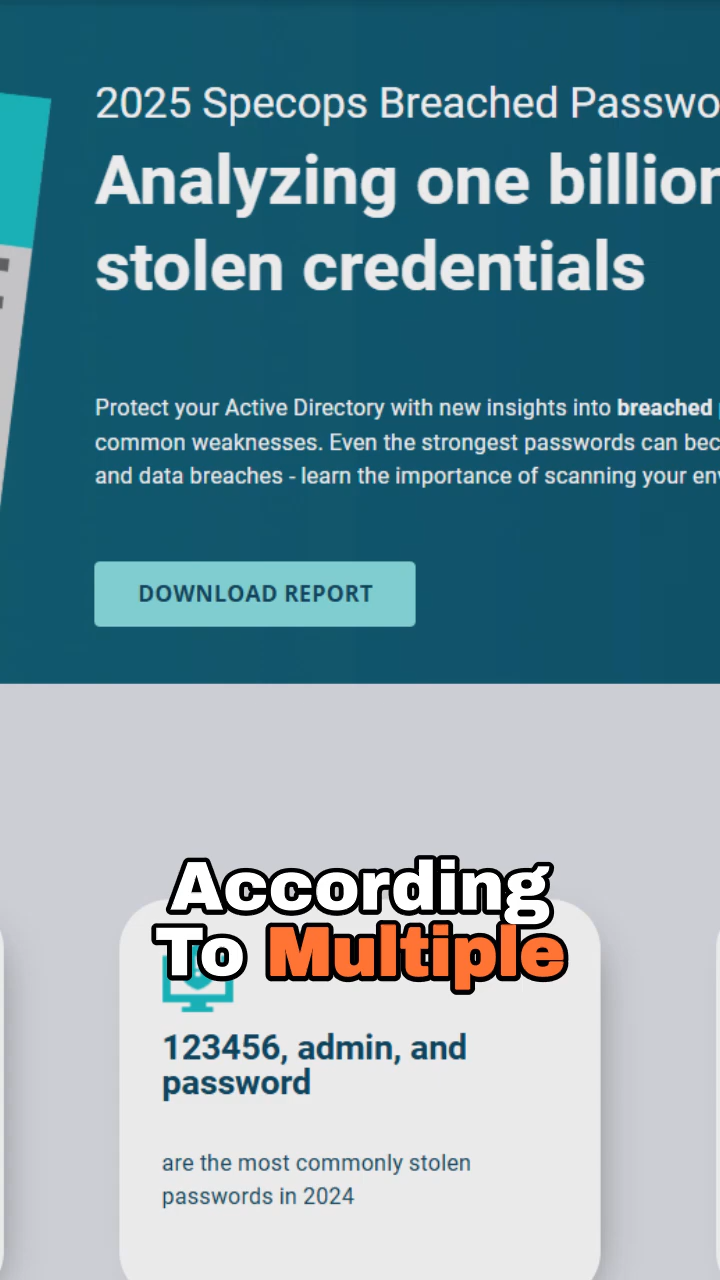 2025 Specops Breached Passwo
Analyzing one billion
stolen credentials
Protect your Active Directory with new insights into breached
common weaknesses. Even the strongest passwords can bec
and data breaches - learn the importance of scanning your env
DOWNLOAD REPORT
According
To Multiple
123456, admin, and
password
are the most commonly stolen
passwords in 2024